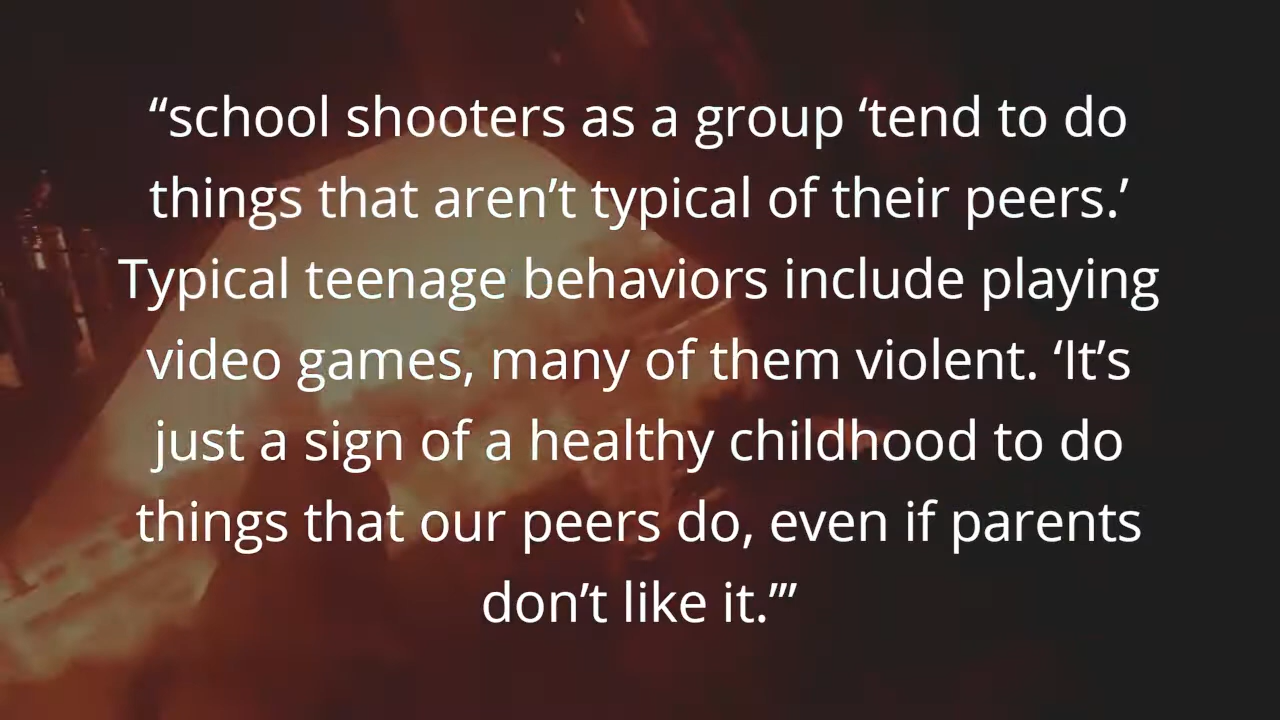 “school shooters as a group ‘tend to do
things that aren’t typical of their peers.’
Typical teenage behaviors include playing
video games, many of them violent. ‘It’s
just a sign of a healthy childhood to do
things that our peers do, even if parents
don’t like it.’”